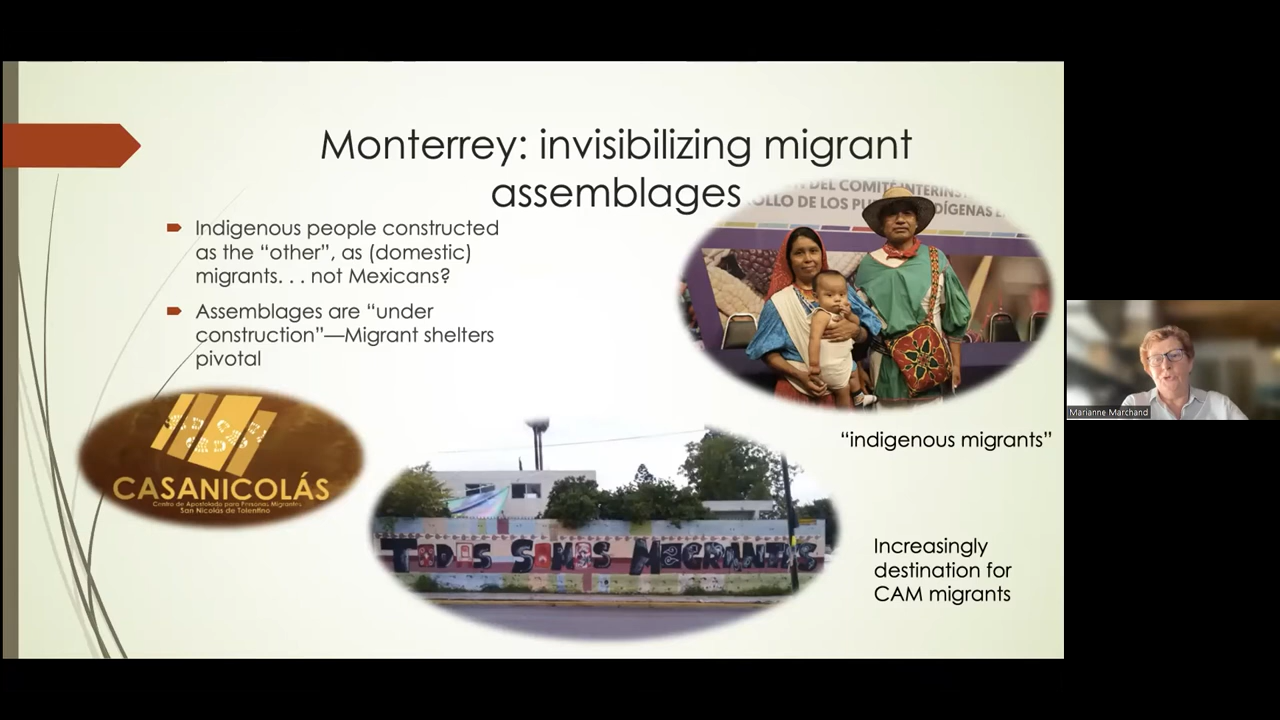 Monterrey: invisibilizing migrant
assemblages
Indigenous people constructed
as the “other”, as (domestic)
migrants. . . not Mexicans?
Assemblages are “under
construction”—Migrant shelters
pivotal
DEL COMITÉ INTERINST
OLLO DE LOS PU DÍGENAS
CASANICOLÁS
Centro de Apostolado para Personas Migrantes
San Nicolás de Tolentino
TODOS SOMOS MIGRANTES
“indigenous migrants”
Increasingly
destination for
CAM migrants
Marianne Marchand